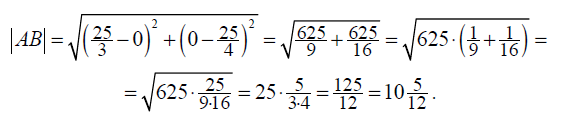 |AB| = √((25/3 − 0)² + (0 − 25/4)²) = √(625/9 + 625/16) = √(625·(1/9 + 1/16)) =
= √(625·25/(9·16)) = 25·5/(3·4) = 125/12 = 10 5/12.